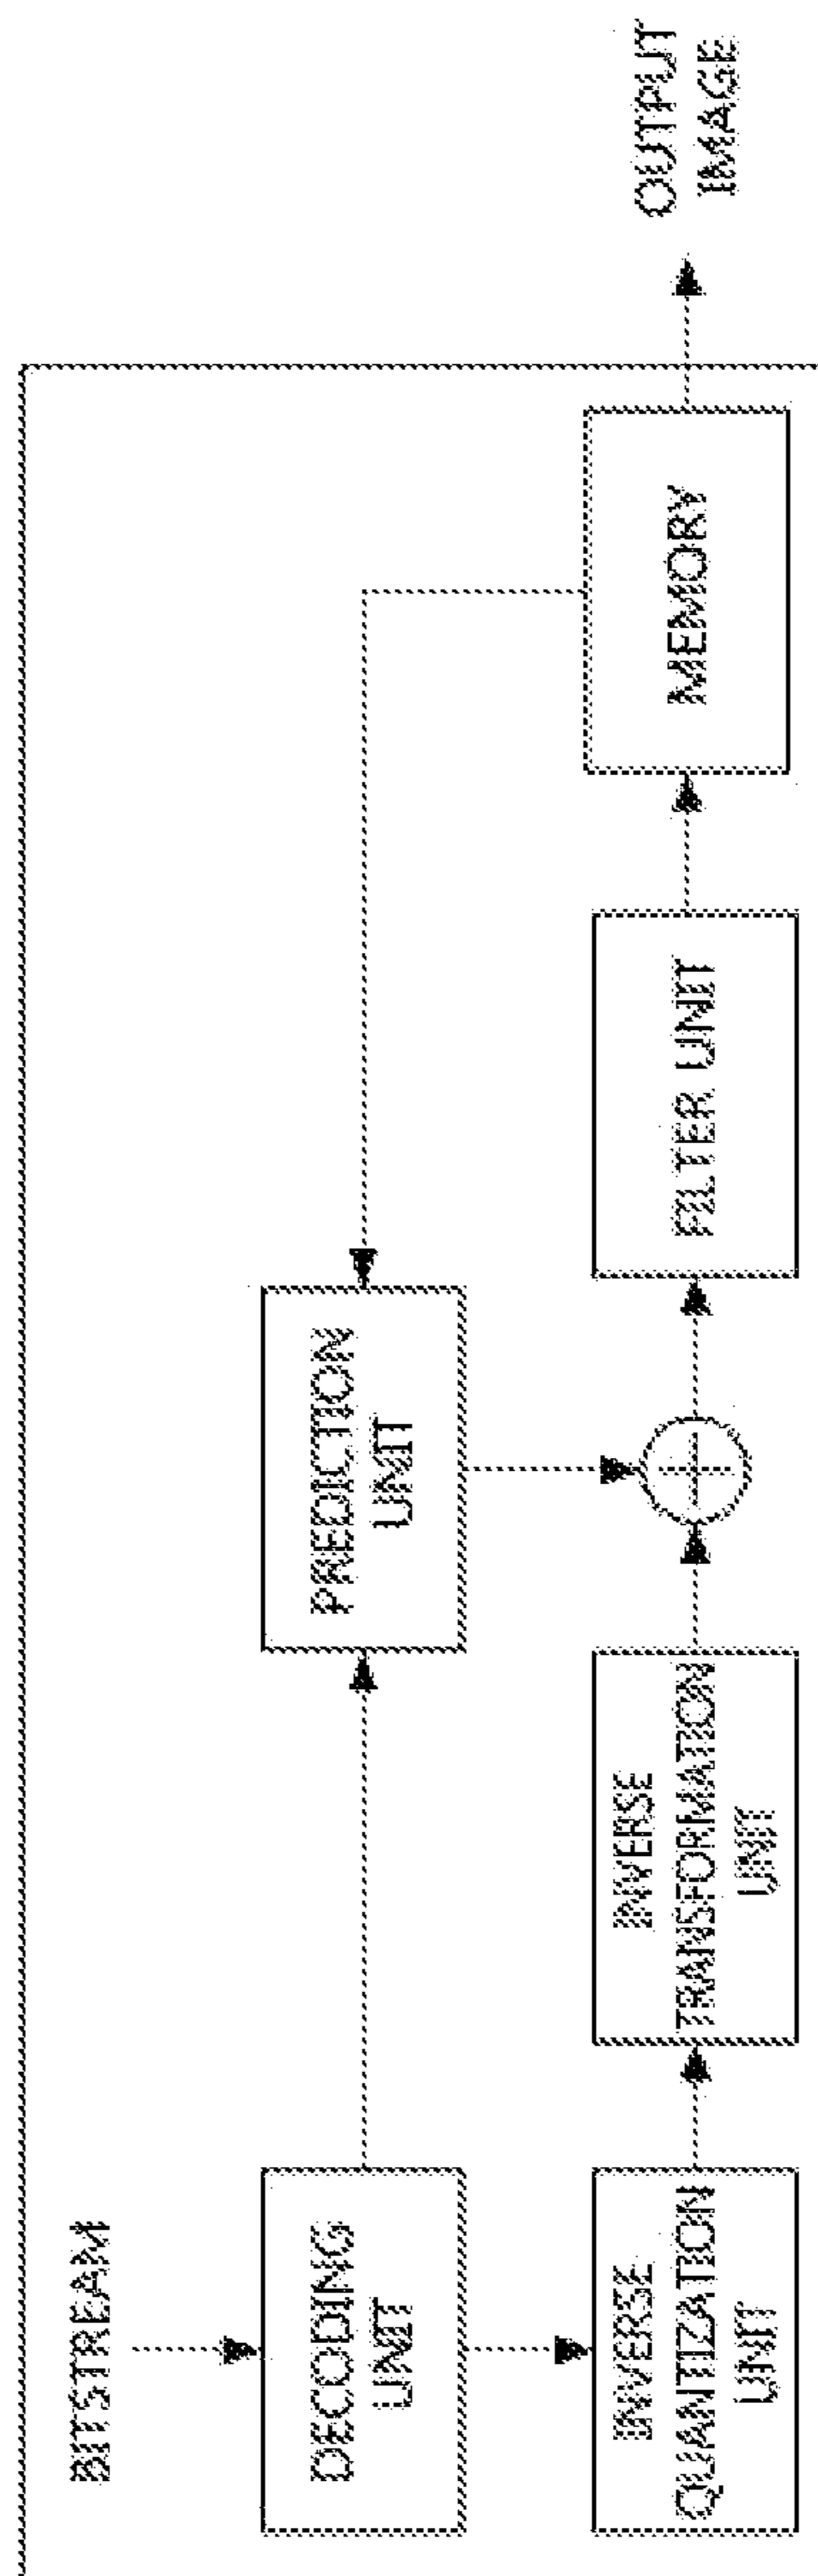 BITSTREAM
DECODING
UNIT
PREDICTION
UNIT
INVERSE
QUANTIZATION
UNIT
INVERSE
TRANSFORMATION
UNIT
FILTER UNIT
MEMORY
OUTPUT
IMAGE